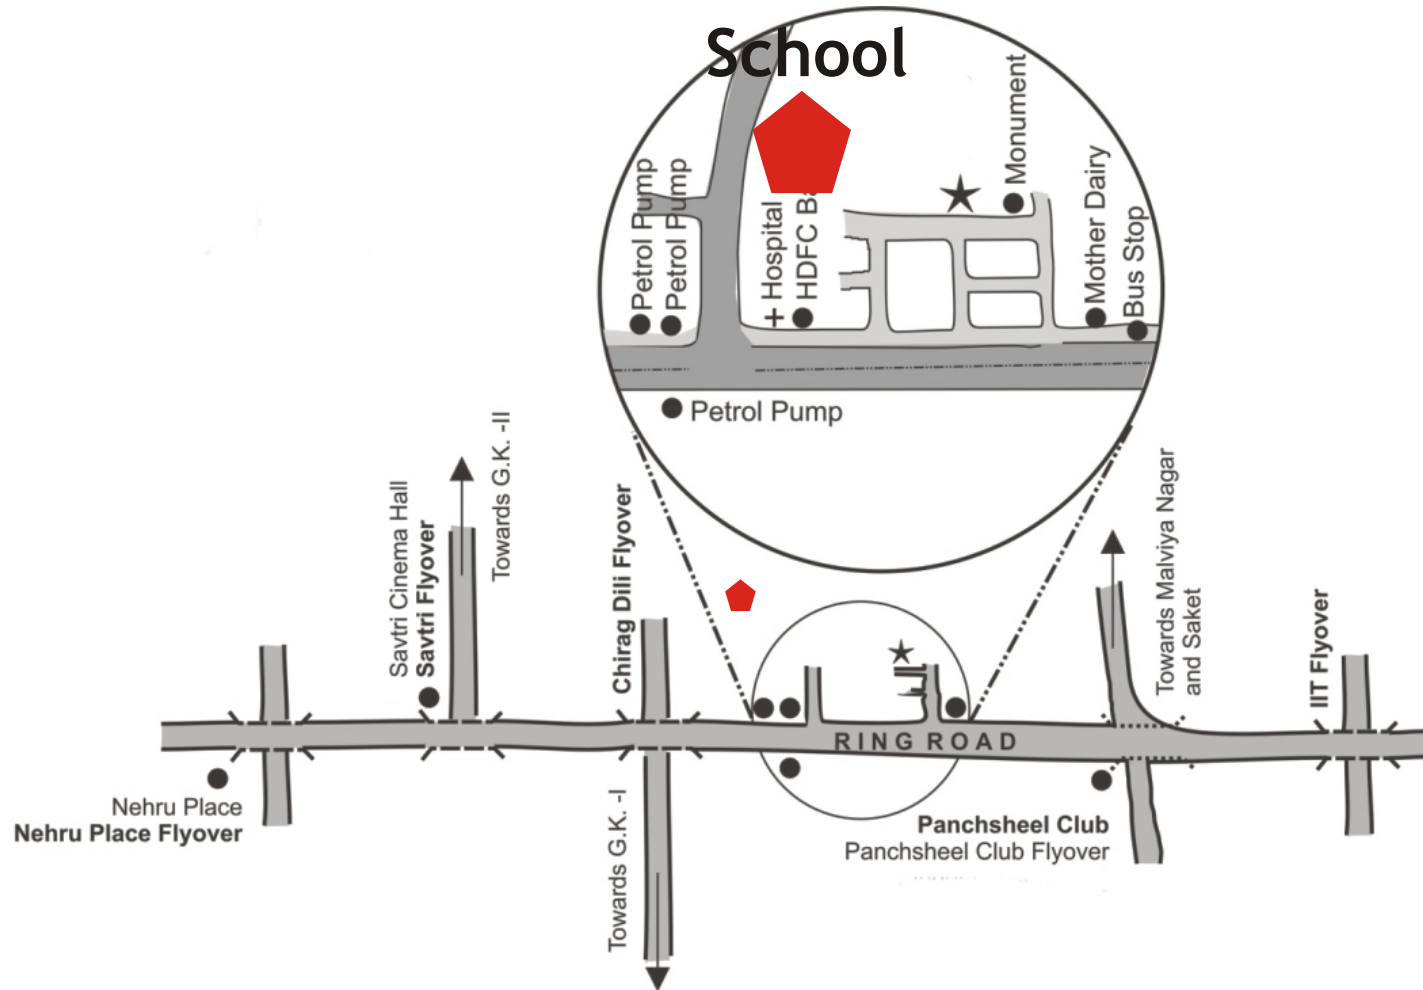 School
Petrol Pump
Petrol Pump
Hospital
HDFC
Monument
Mother Dairy
Bus Stop
Petrol Pump
Savtri Cinema Hall
Savtri Flyover
Towards G.K. -II
Chirag Dili Flyover
Towards Malviya Nagar
and Saket
IIT Flyover
RING ROAD
Nehru Place
Nehru Place Flyover
Towards G.K. -I
Panchsheel Club
Panchsheel Club Flyover